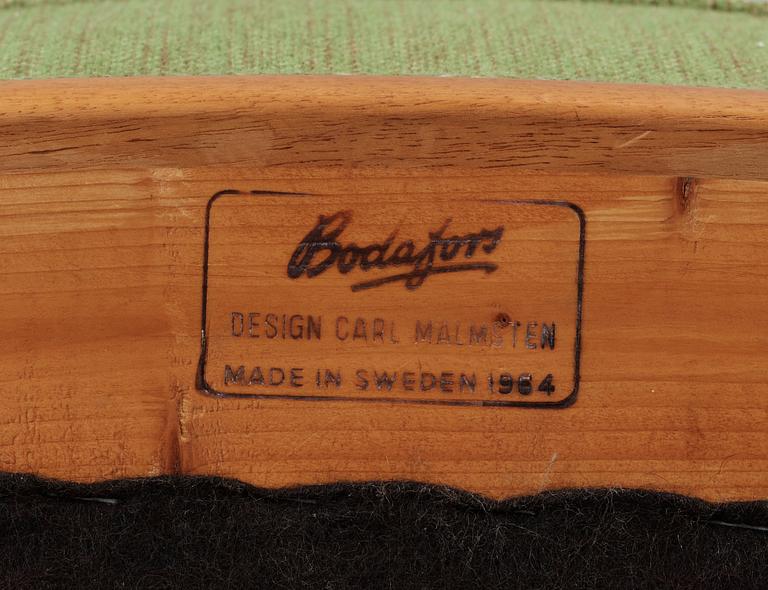 Bodafors
DESIGN CARL MALMSTEN
MADE IN SWEDEN 1964